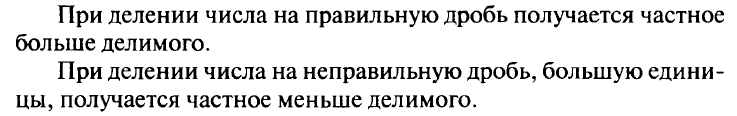 При делении числа на правильную дробь получается частное
больше делимого.
При делении числа на неправильную дробь, большую едини-
цы, получается частное меньше делимого.